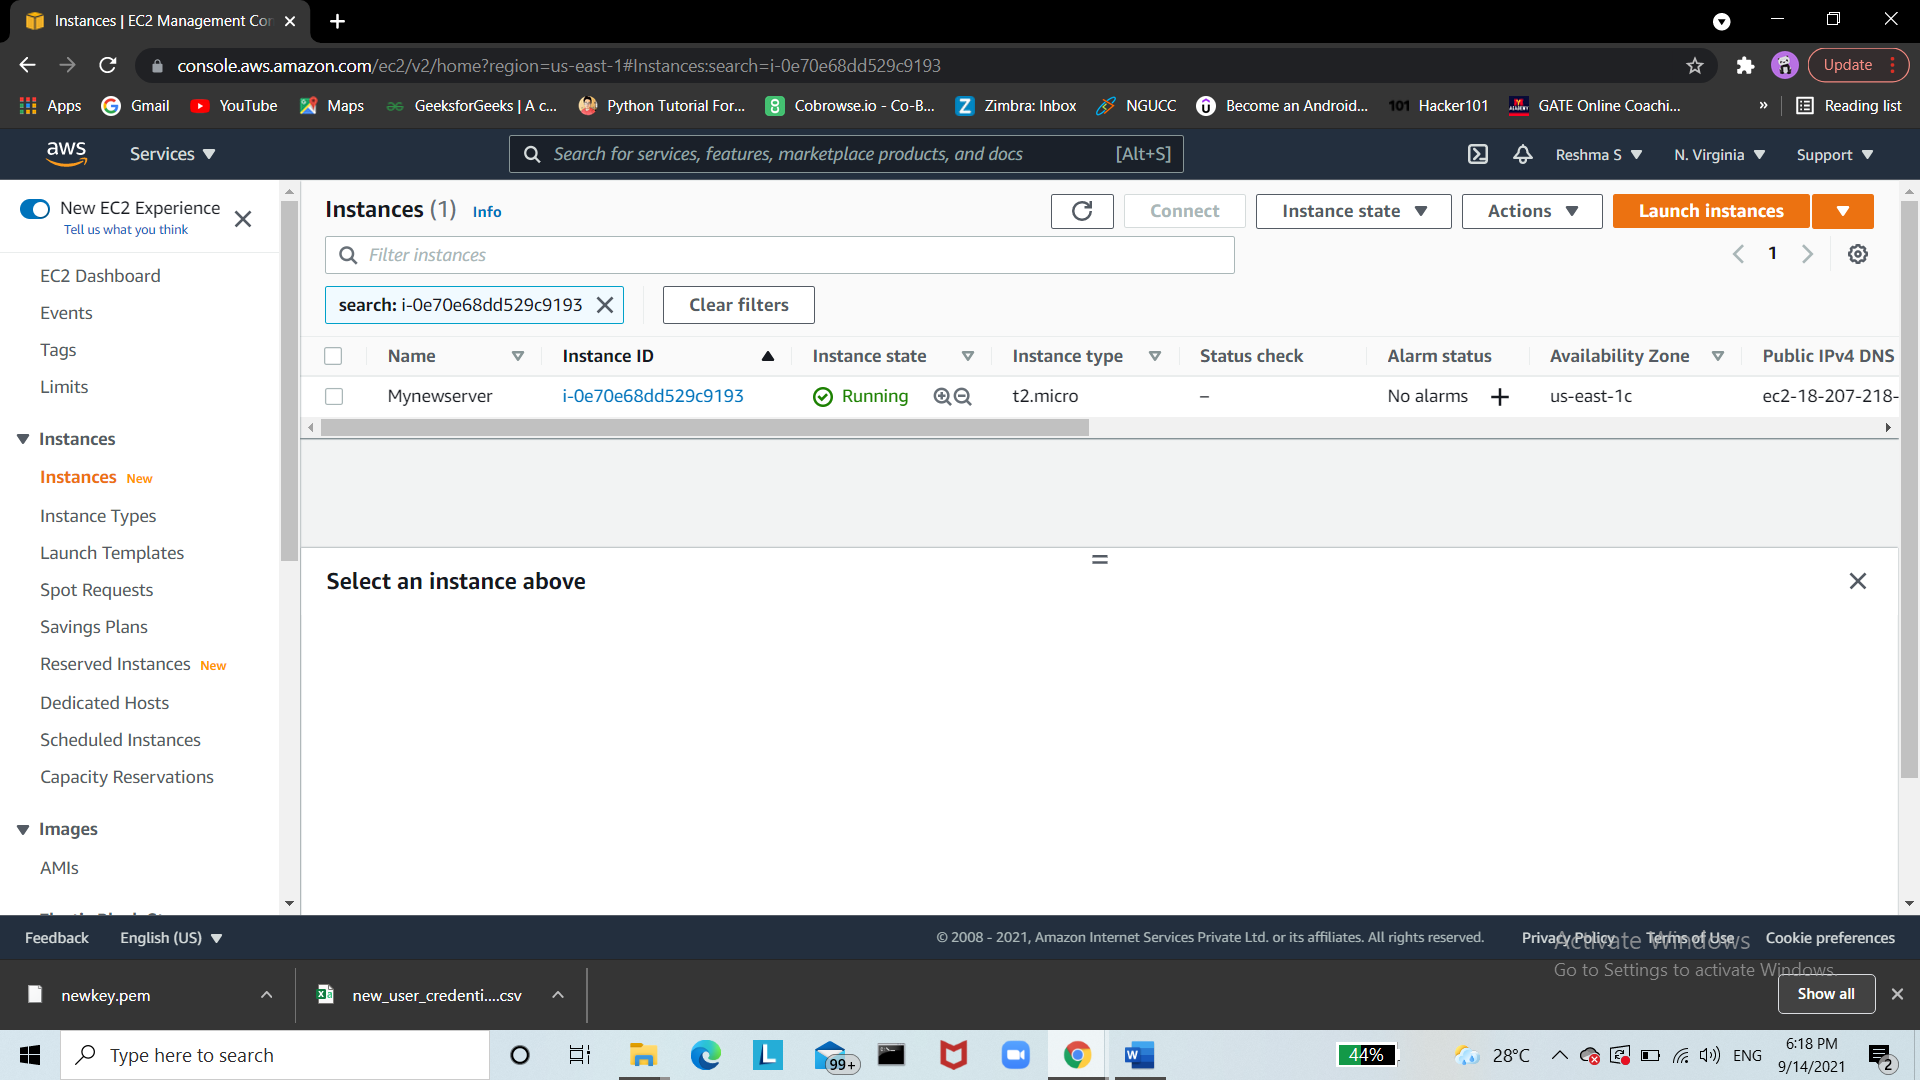 Instances | EC2 Management Con
console.aws.amazon.com/ec2/v2/home?region=us-east-1#Instances:search=i-0e70e68dd529c9193
Update
Apps Gmail YouTube Maps GeeksforGeeks | A c... Python Tutorial For... Cobrowse.io - Co-B... Zimbra: Inbox NGUCC Become an Android... 101 Hacker101 GATE Online Coachi... » Reading list
aws Services Search for services, features, marketplace products, and docs [Alt+S] Reshma S N. Virginia Support
New EC2 Experience
Tell us what you think
EC2 Dashboard
Events
Tags
Limits
Instances
Instances New
Instance Types
Launch Templates
Spot Requests
Savings Plans
Reserved Instances New
Dedicated Hosts
Scheduled Instances
Capacity Reservations
Images
AMIs
Instances (1) Info Connect Instance state Actions Launch instances
Filter instances 1
search: i-0e70e68dd529c9193 Clear filters
Name Instance ID Instance state Instance type Status check Alarm status Availability Zone Public IPv4 DNS
Mynewserver i-0e70e68dd529c9193 Running t2.micro – No alarms + us-east-1c ec2-18-207-218-
Select an instance above
Feedback English (US) © 2008 - 2021, Amazon Internet Services Private Ltd. or its affiliates. All rights reserved. Privacy Policy Terms of Use Cookie preferences
Activate Windows
Go to Settings to activate Windows.
newkey.pem new_user_credenti....csv Show all
Type here to search 99+ 44% 28°C ENG 6:18 PM
9/14/2021 2